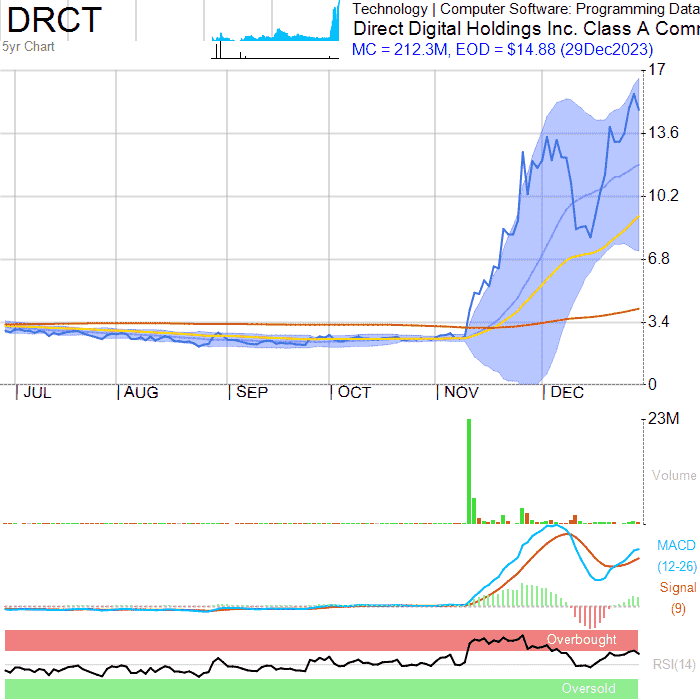 DRCT
5yr Chart
Technology | Computer Software: Programming Data
Direct Digital Holdings Inc. Class A Com
MC = 212.3M, EOD = $14.88 (29Dec2023)
17
13.6
10.2
6.8
3.4
0
JUL AUG SEP OCT NOV DEC
23M
Volume
MACD
(12-26)
Signal
(9)
Overbought
RSI(14)
Oversold